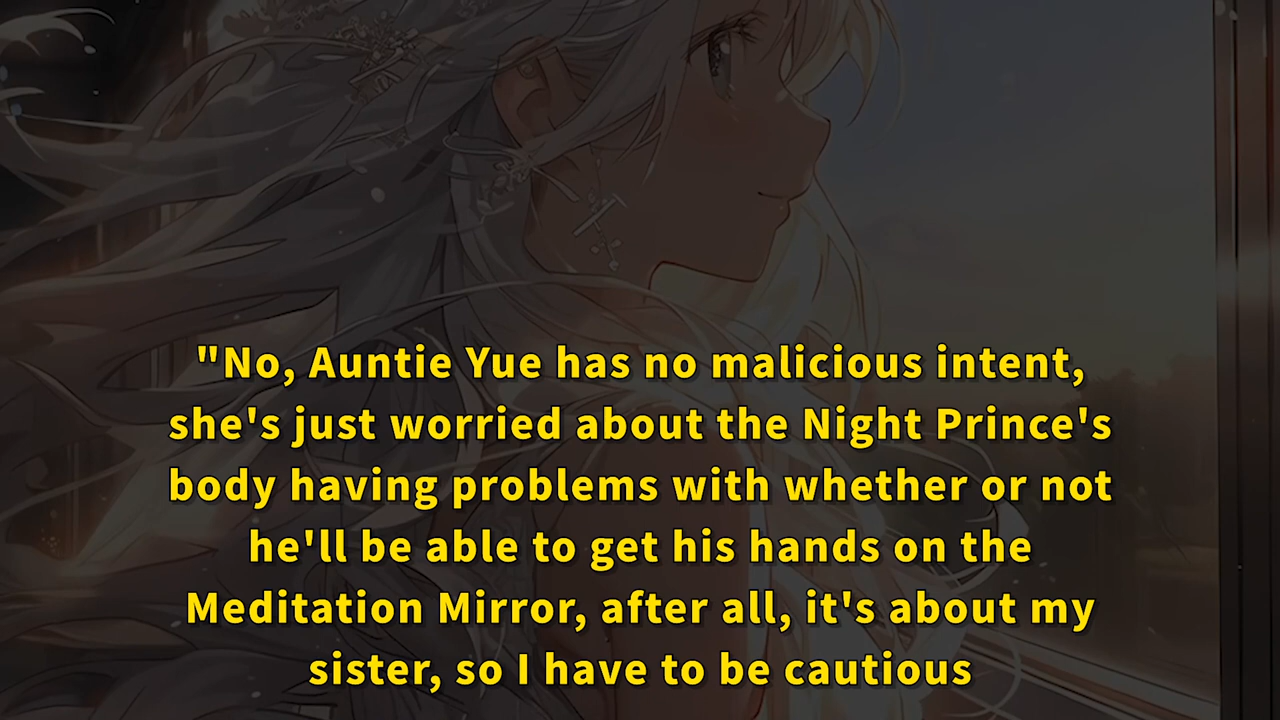 "No, Auntie Yue has no malicious intent,
she's just worried about the Night Prince's
body having problems with whether or not
he'll be able to get his hands on the
Meditation Mirror, after all, it's about my
sister, so I have to be cautious